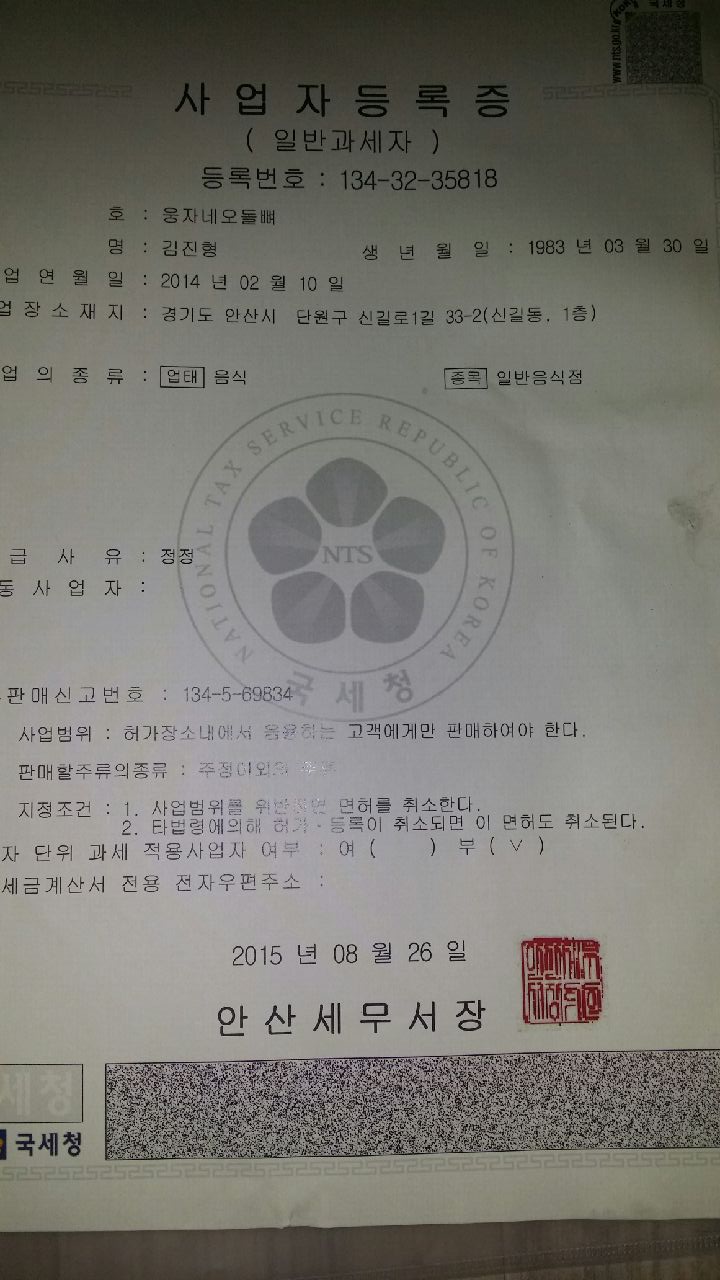 국세청
www.nts.go.kr
사업자등록증
( 일반과세자 )
등록번호 : 134-32-35818
호 : 웅자네오돌뼈
명 : 김진형 생 년 월 일 : 1983 년 03 월 30 일
업 연 월 일 : 2014 년 02 월 10 일
업 장 소 재 지 : 경기도 안산시 단원구 신길로1길 33-2(신길동, 1층)
업 의 종 류 : 업태 음식 종목 일반음식점
NATIONAL TAX SERVICE REPUBLIC OF KOREA
NTS
국세청
급 사 유 : 정정
동 사 업 자 :
판매신고번호 : 134-5-69834
사업범위 : 허가장소내에서 음용하는 고객에게만 판매하여야 한다.
판매할주류의종류 : 주정이외의
지정조건 : 1. 사업범위를 위반하면 면허를 취소한다.
2. 타법령에의해 허가·등록이 취소되면 이 면허도 취소된다.
자 단위 과세 적용사업자 여부 : 여 ( ) 부 ( ∨ )
세금계산서 전용 전자우편주소 :
2015 년 08 월 26 일
안산세무서장
세청
국세청